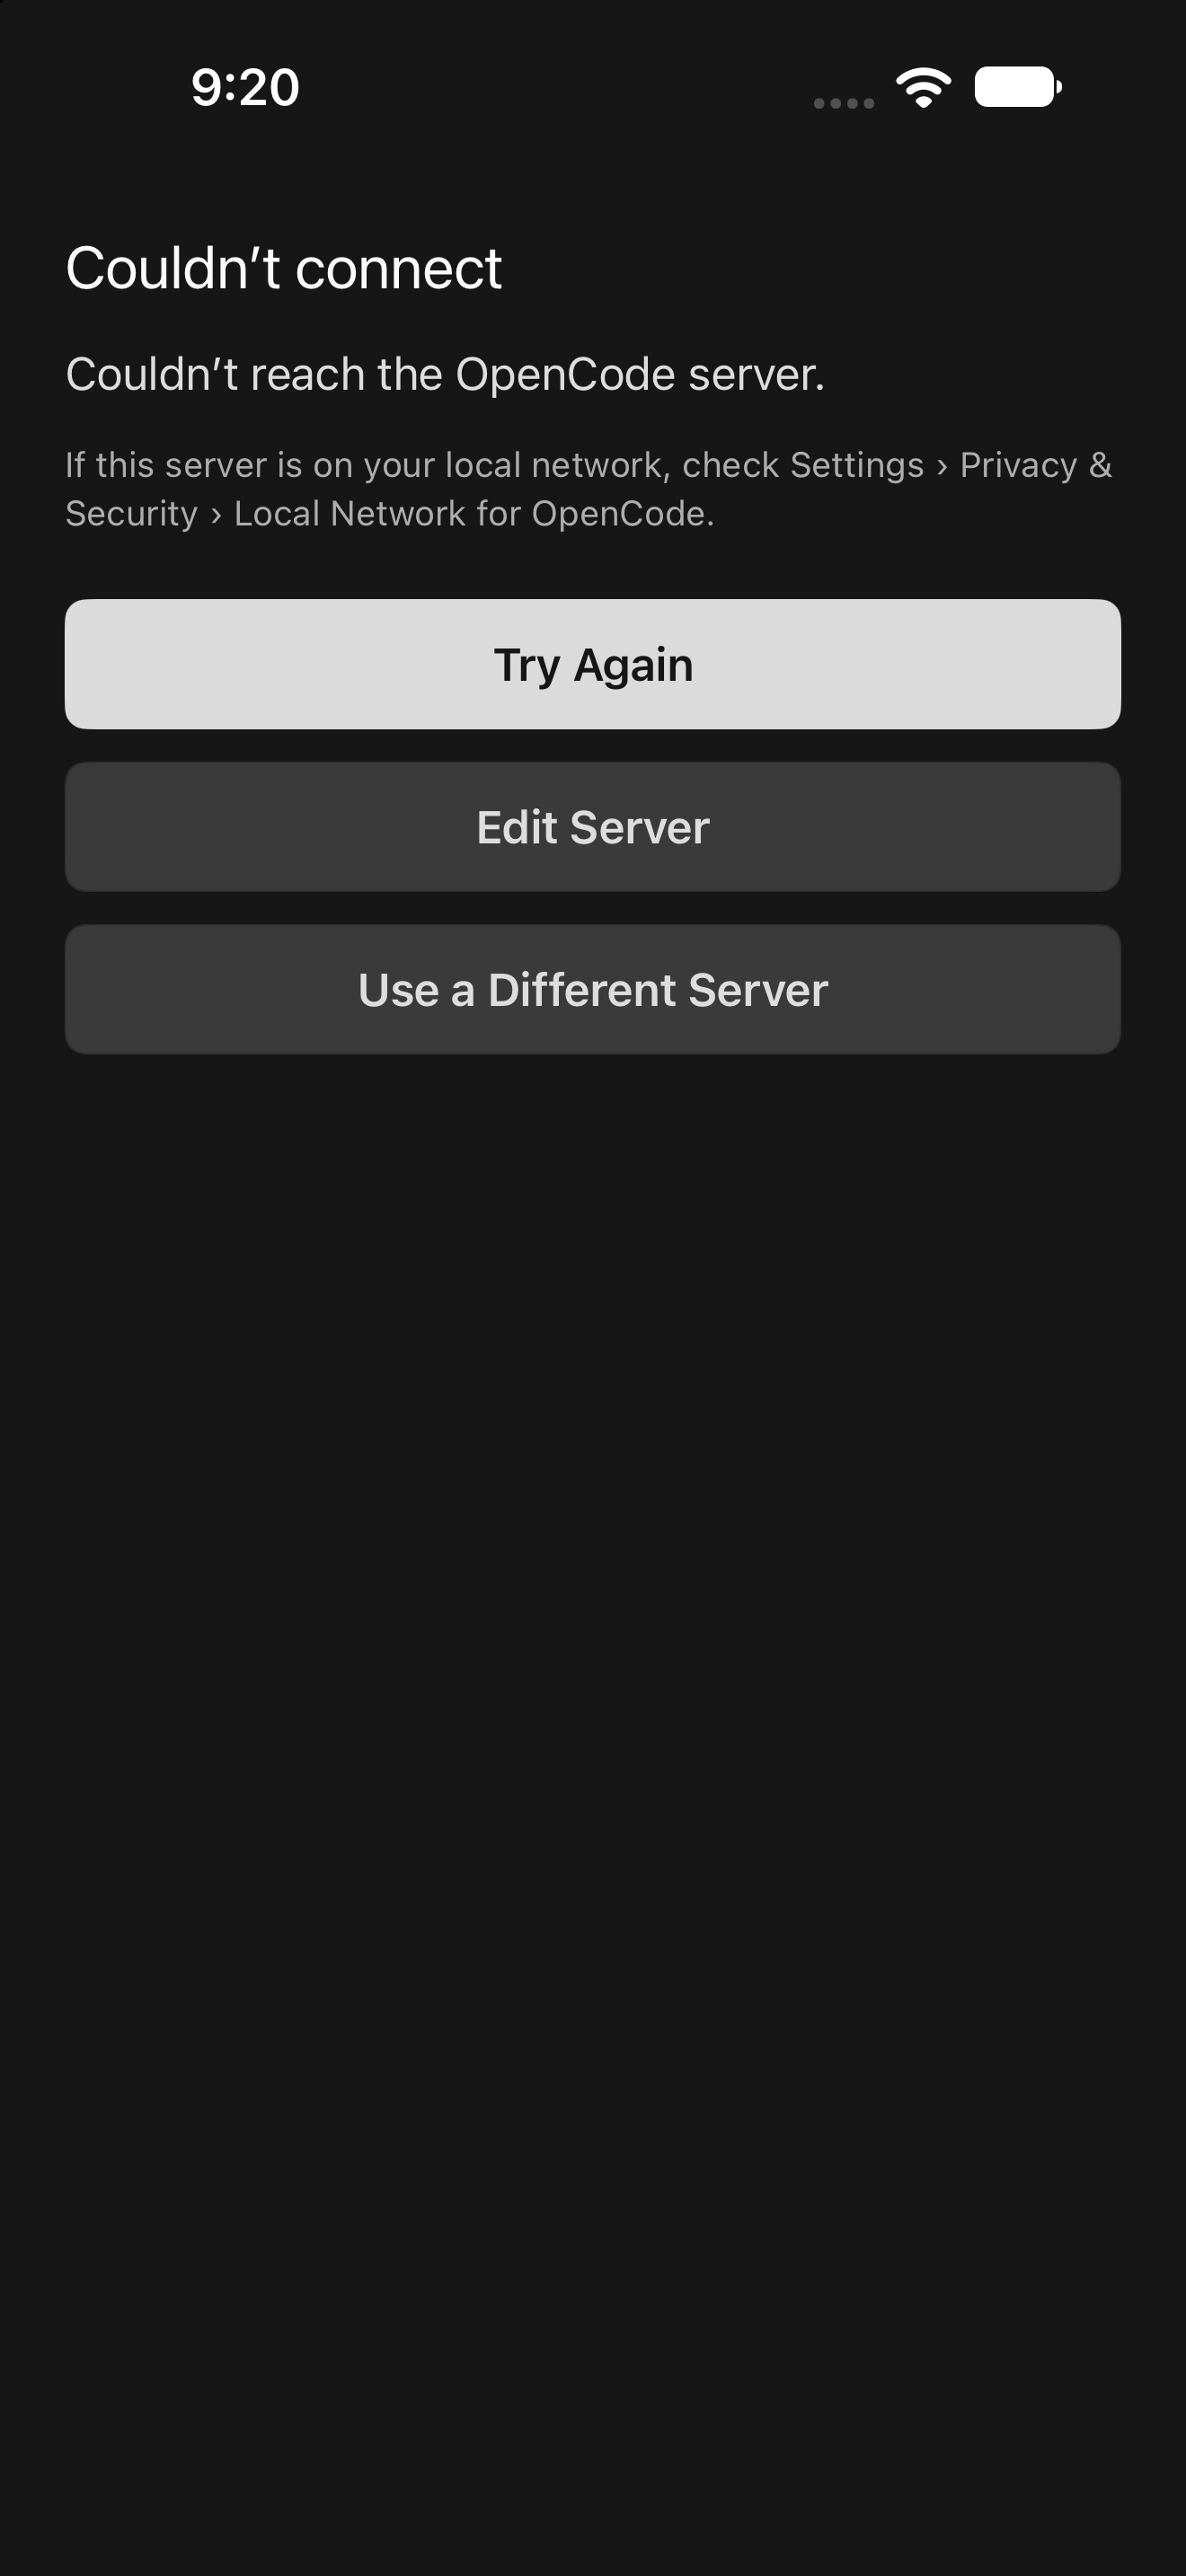 9:20
Couldn’t connect
Couldn’t reach the OpenCode server.
If this server is on your local network, check Settings › Privacy &
Security › Local Network for OpenCode.
Try Again
Edit Server
Use a Different Server